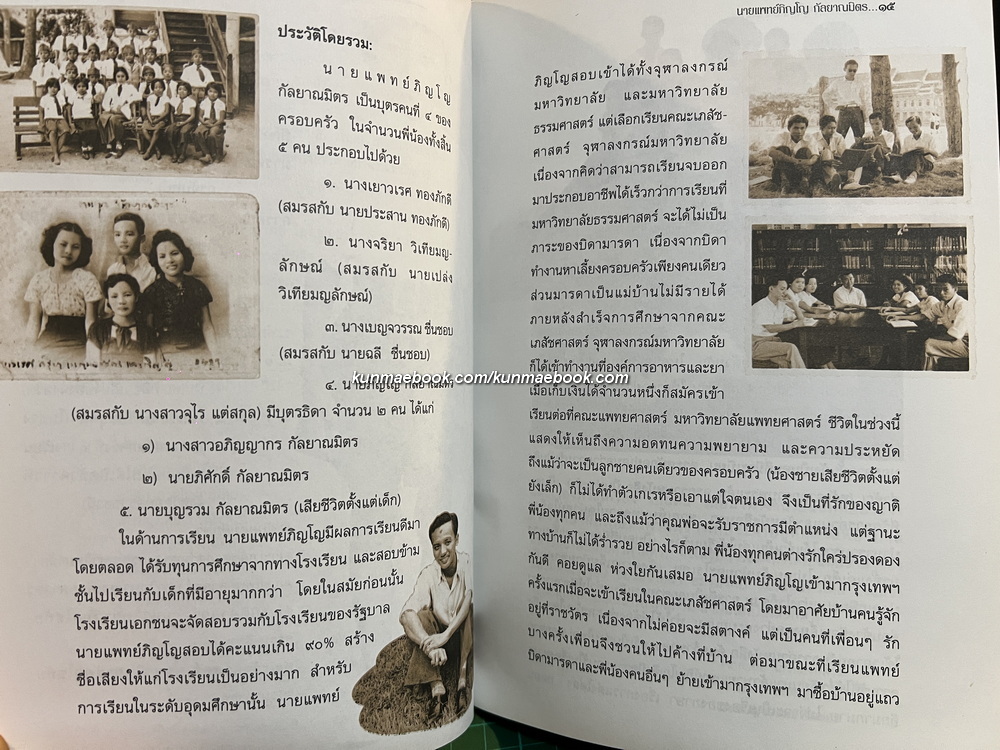 ประวัติโดยรวม:
นายแพทย์ภิญโญ
กัลยาณมิตร เป็นบุตรคนที่ ๔ ของ
ครอบครัว ในจำนวนพี่น้องทั้งสิ้น
๕ คน ประกอบไปด้วย
๑. นางเยาวเรศ ทองภักดี
(สมรสกับ นายประสาน ทองภักดี)
๒. นางจริยา วิเทียมญ-
ลักษณ์ (สมรสกับ นายเปล่ง
วิเทียมญลักษณ์)
๓. นางเบญจวรรณ ชื่นชอบ
(สมรสกับ นายฉลี ชื่นชอบ)
๔. นายภิญโญ กัลยาณมิตร
(สมรสกับ นางสาวจุไร แต่สกุล) มีบุตรธิดา จำนวน ๒ คน ได้แก่
๑) นางสาวอภิญญากร กัลยาณมิตร
๒) นายภิศักดิ์ กัลยาณมิตร
๕. นายบุญรวม กัลยาณมิตร (เสียชีวิตตั้งแต่เด็ก)
ในด้านการเรียน นายแพทย์ภิญโญมีผลการเรียนดีมา
โดยตลอด ได้รับทุนการศึกษาจากทางโรงเรียน และสอบข้าม
ชั้นไปเรียนกับเด็กที่มีอายุมากกว่า โดยในสมัยก่อนนั้น
โรงเรียนเอกชนจะจัดสอบรวมกับโรงเรียนของรัฐบาล
นายแพทย์ภิญโญสอบได้คะแนนเกิน ๙๐% สร้าง
ชื่อเสียงให้แก่โรงเรียนเป็นอย่างมาก สำหรับ
การเรียนในระดับอุดมศึกษานั้น นายแพทย์
นายแพทย์ภิญโญ กัลยาณมิตร...๑๕
ภิญโญสอบเข้าได้ทั้งจุฬาลงกรณ์
มหาวิทยาลัย และมหาวิทยาลัย
ธรรมศาสตร์ แต่เลือกเรียนคณะเภสัช-
ศาสตร์ จุฬาลงกรณ์มหาวิทยาลัย
เนื่องจากคิดว่าสามารถเรียนจบออก
มาประกอบอาชีพได้เร็วกว่าการเรียนที่
มหาวิทยาลัยธรรมศาสตร์ จะได้ไม่เป็น
ภาระของบิดามารดา เนื่องจากบิดา
ทำงานหาเลี้ยงครอบครัวเพียงคนเดียว
ส่วนมารดาเป็นแม่บ้านไม่มีรายได้
ภายหลังสำเร็จการศึกษาจากคณะ
เภสัชศาสตร์ จุฬาลงกรณ์มหาวิทยาลัย
ก็ได้เข้าทำงานที่องค์การอาหารและยา
เมื่อเก็บเงินได้จำนวนหนึ่งก็สมัครเข้า
เรียนต่อที่คณะแพทยศาสตร์ มหาวิทยาลัยแพทยศาสตร์ ชีวิตในช่วงนี้
แสดงให้เห็นถึงความอดทนความพยายาม และความประหยัด
ถึงแม้ว่าจะเป็นลูกชายคนเดียวของครอบครัว (น้องชายเสียชีวิตตั้งแต่
ยังเล็ก) ก็ไม่ได้ทำตัวเกเรหรือเอาแต่ใจตนเอง จึงเป็นที่รักของญาติ
พี่น้องทุกคน และถึงแม้ว่าคุณพ่อจะรับราชการมีตำแหน่ง แต่ฐานะ
ทางบ้านก็ไม่ได้ร่ำรวย อย่างไรก็ตาม พี่น้องทุกคนต่างรักใคร่ปรองดอง
กันดี คอยดูแล ห่วงใยกันเสมอ นายแพทย์ภิญโญเข้ามากรุงเทพฯ
ครั้งแรกเมื่อจะเข้าเรียนในคณะเภสัชศาสตร์ โดยมาอาศัยบ้านคนรู้จัก
อยู่ที่ราชวัตร เนื่องจากไม่ค่อยจะมีสตางค์ แต่เป็นคนที่เพื่อนๆ รัก
บางครั้งเพื่อนจึงชวนให้ไปค้างที่บ้าน ต่อมาขณะที่เรียนแพทย์
บิดามารดาและพี่น้องคนอื่นๆ ย้ายเข้ามากรุงเทพฯ มาซื้อบ้านอยู่แถว
kunmaebook.com/kunmaebook.com